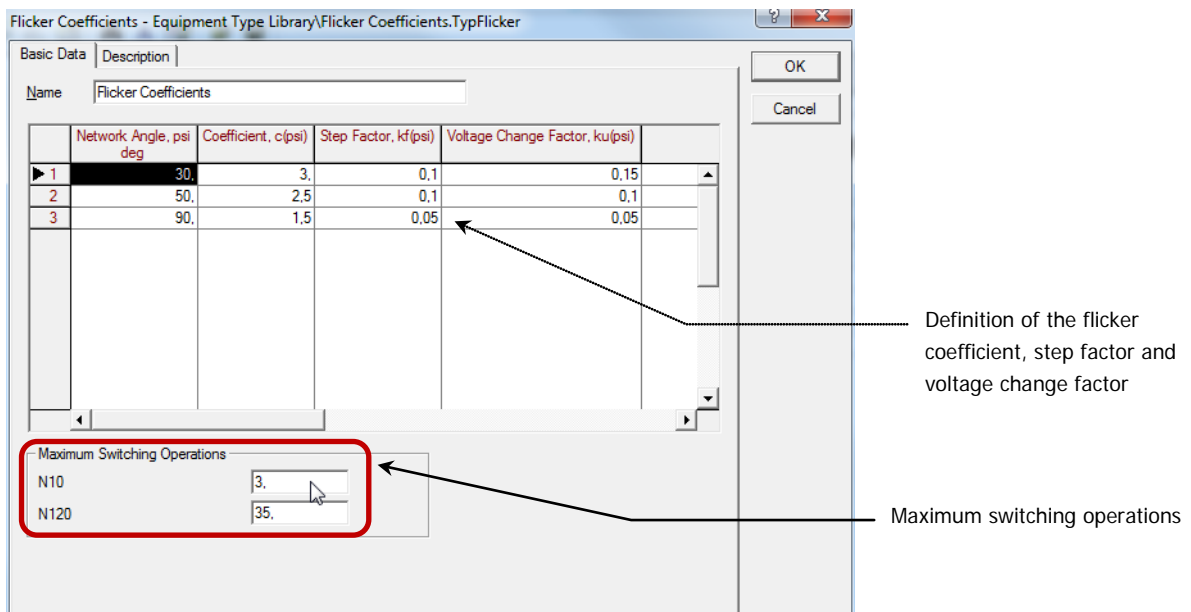 Flicker Coefficients - Equipment Type Library\Flicker Coefficients.TypFlicker
Basic Data
Description
OK
Cancel
Name
Flicker Coefficients
Network Angle, psi
deg
Coefficient, c(psi)
Step Factor, kf(psi)
Voltage Change Factor, ku(psi)
1 30, 3, 0,1 0,15
2 50, 2,5 0,1 0,1
3 90, 1,5 0,05 0,05
Definition of the flicker
coefficient, step factor and
voltage change factor
Maximum Switching Operations
N10 3,
N120 35,
Maximum switching operations